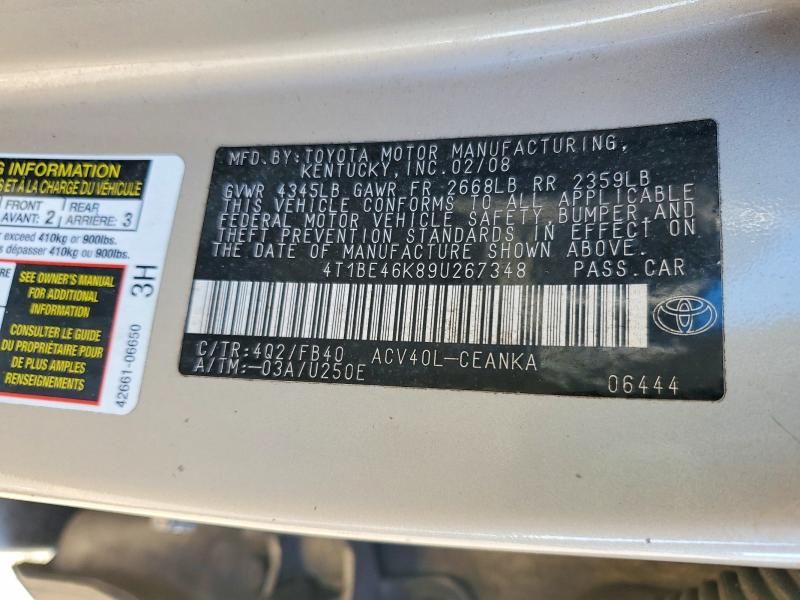 G INFORMATION
ET À LA CHARGE DU VÉHICULE
FRONT
AVANT: 2
REAR
ARRIÈRE: 3
r exceed 410kg or 900lbs.
is dépasser 410 kg ou 900lbs.
SEE OWNER'S MANUAL
FOR ADDITIONAL
INFORMATION
CONSULTER LE GUIDE
DU PROPRIÉTAIRE POUR
DE PLUS AMPLES
RENSEIGNEMENTS
3H
42661-06650
MFD.BY:TOYOTA MOTOR MANUFACTURING,
KENTUCKY, INC.02/08
GVWR 4345LB GAWR FR 2668LB RR 2359LB
THIS VEHICLE CONFORMS TO ALL APPLICABLE
FEDERAL MOTOR VEHICLE SAFETY,BUMPER,AND
THEFT PREVENTION STANDARDS IN EFFECT ON
THE DATE OF MANUFACTURE SHOWN ABOVE.
4T1BE46K89U267348 PASS.CAR
C/TR:4Q2/FB40 ACV40L-CEANKA
A/TM:-03A/U250E
06444